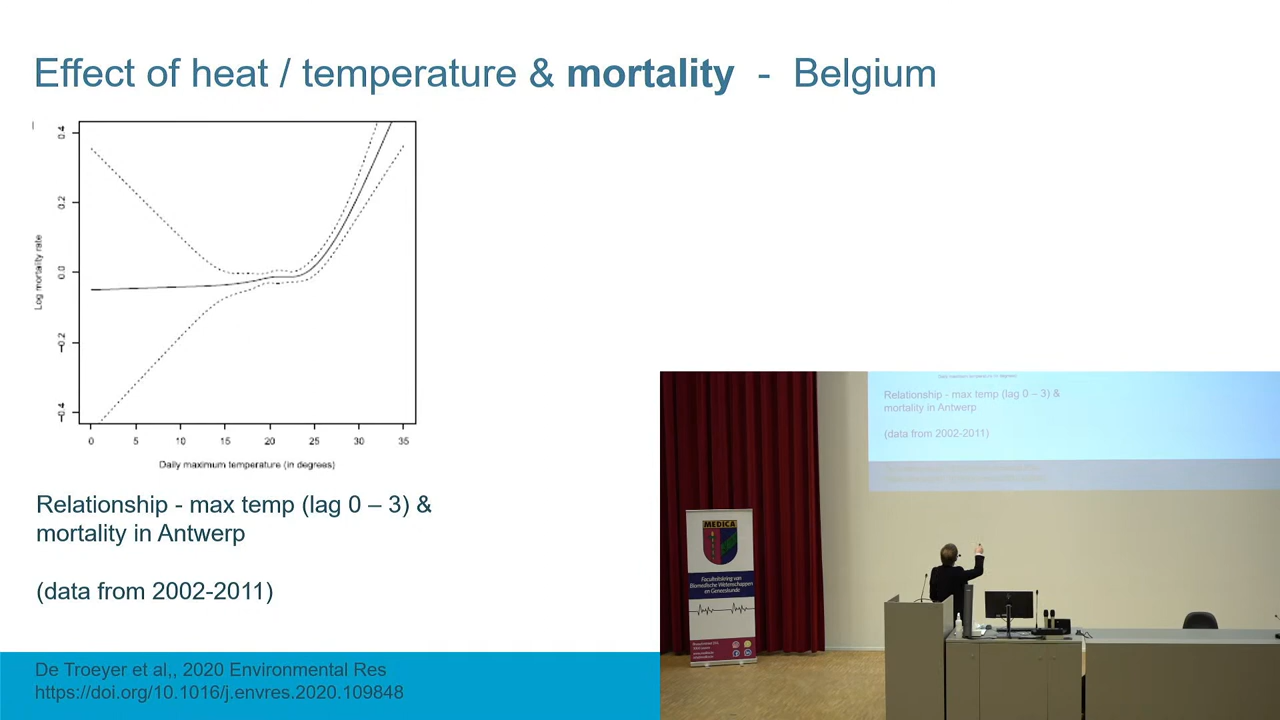 Effect of heat / temperature & mortality - Belgium
0.4
0.2
0.0
-0.2
-0.4
Log mortality rate
0 5 10 15 20 25 30 35
Daily maximum temperature (in degrees)
Relationship - max temp (lag 0 – 3) &
mortality in Antwerp
(data from 2002-2011)
De Troeyer et al,, 2020 Environmental Res
https://doi.org/10.1016/j.envres.2020.109848
Relationship - max temp (lag 0 – 3) &
mortality in Antwerp
(data from 2002-2011)
MEDICA
Faculteitskring van
Biomedische Wetenschappen
en Geneeskunde